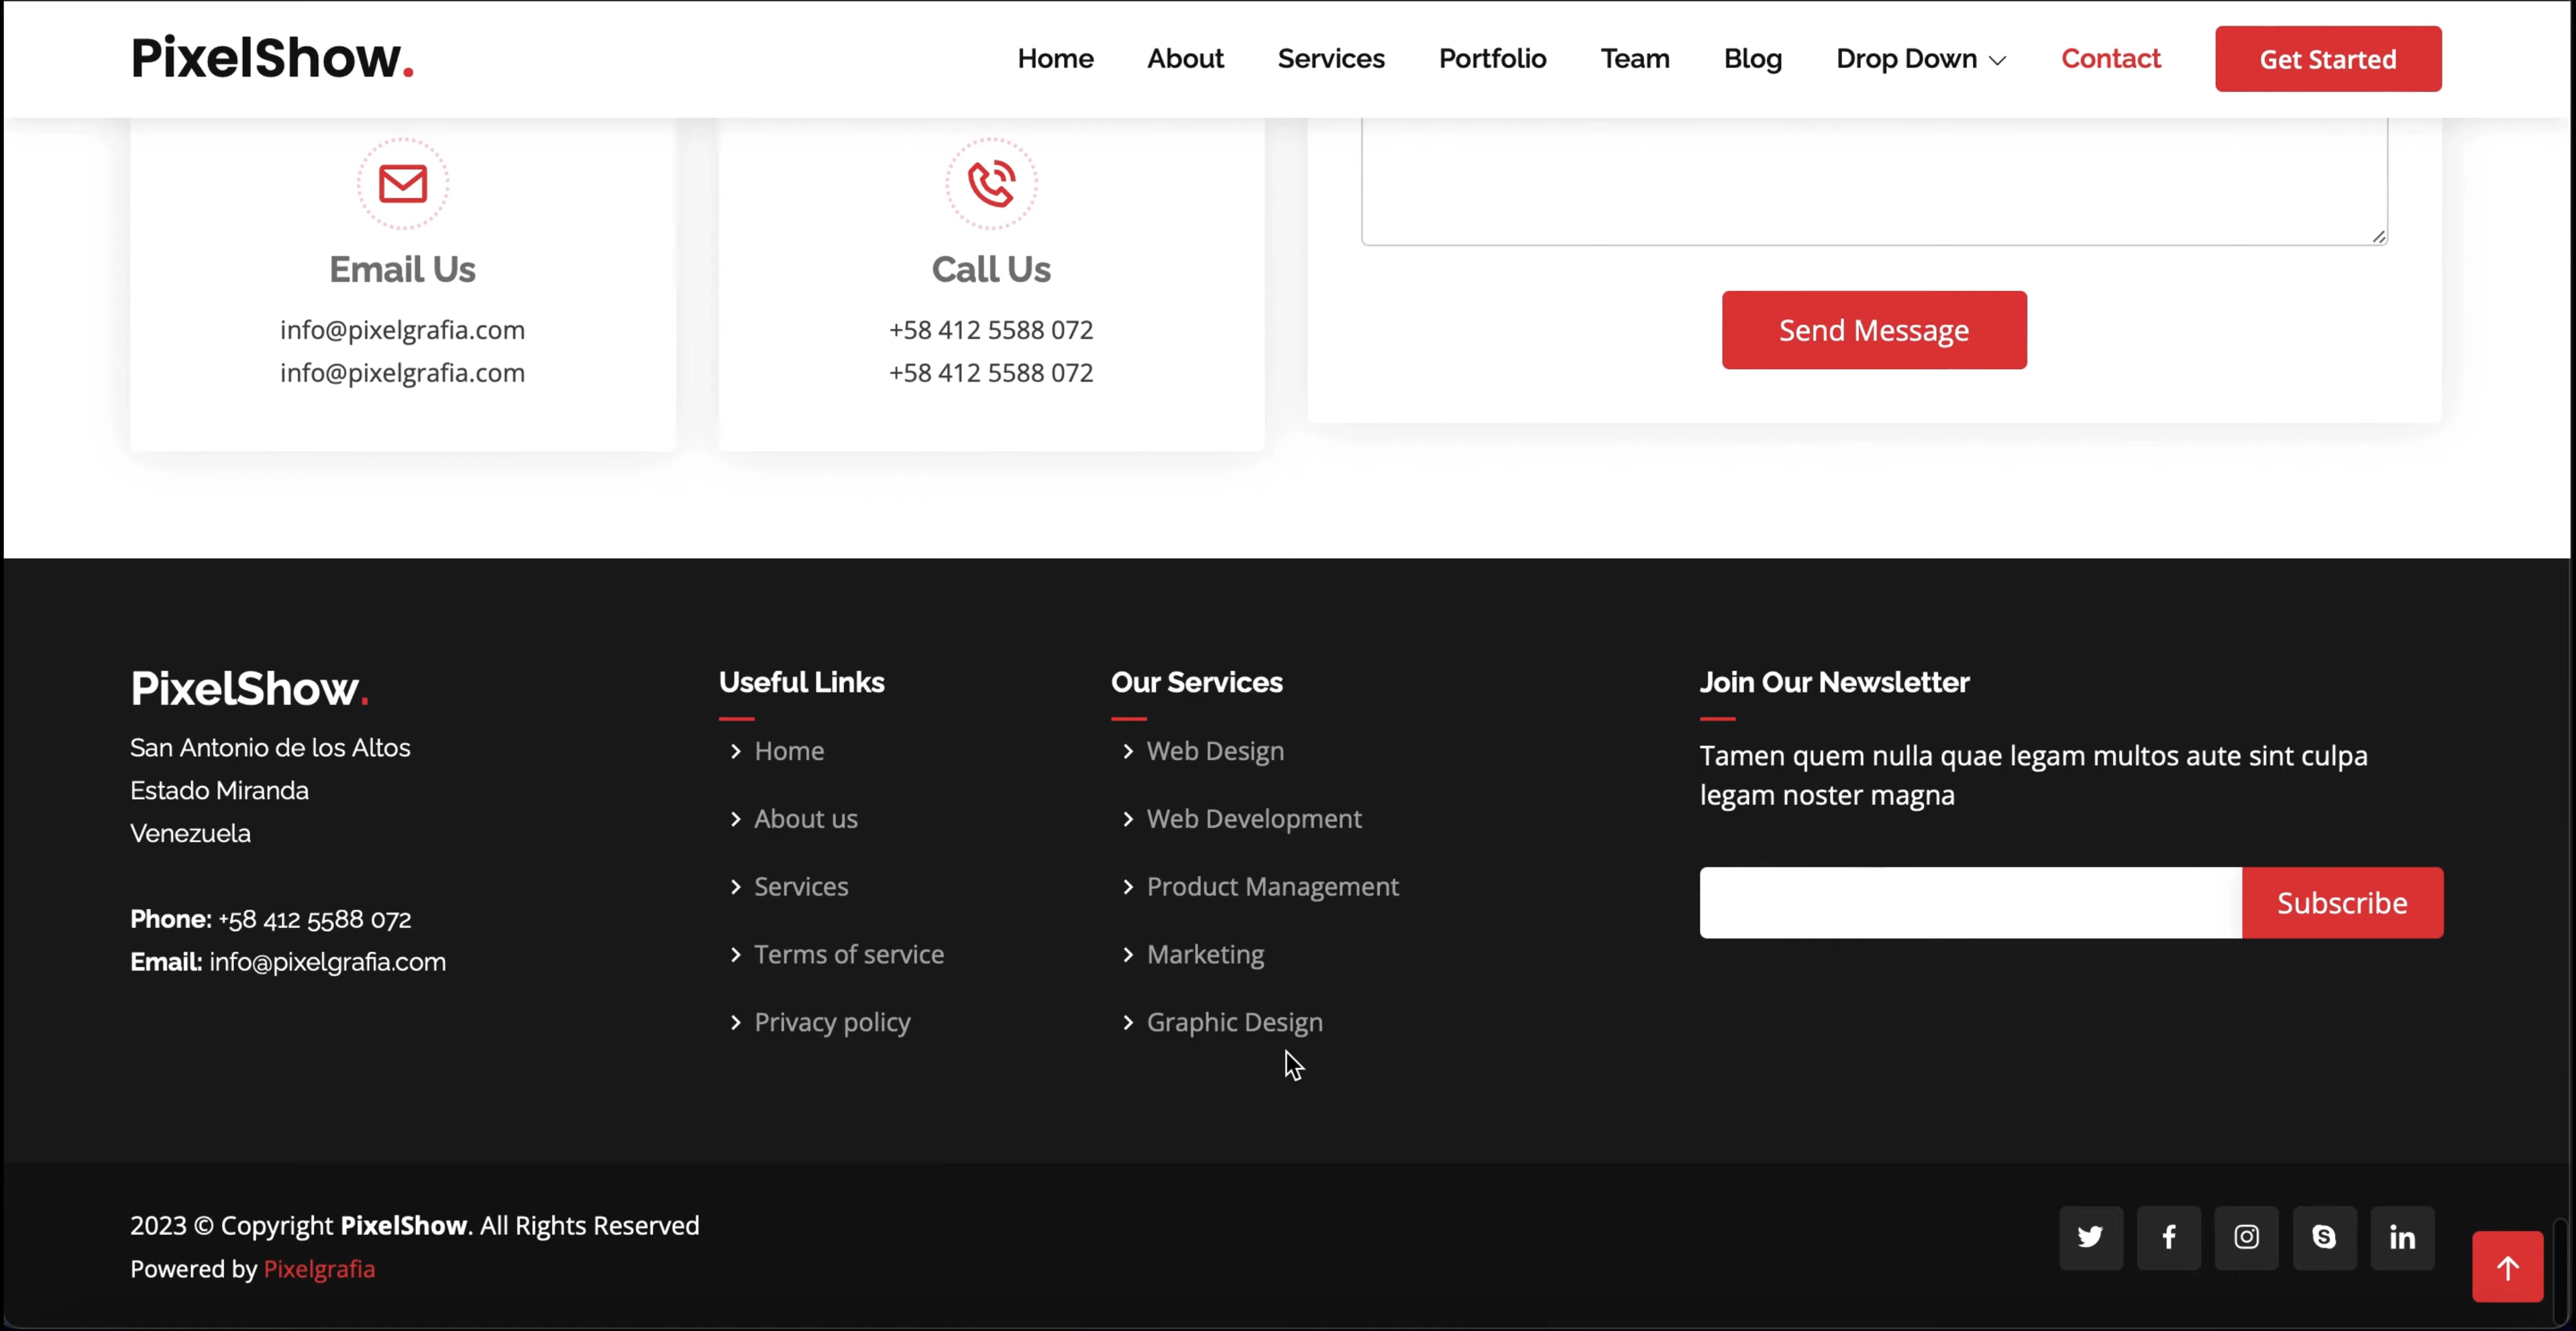 PixelShow.
Home About Services Portfolio Team Blog Drop Down Contact Get Started
Email Us
info@pixelgrafia.com
info@pixelgrafia.com
Call Us
+58 412 5588 072
+58 412 5588 072
Send Message
PixelShow.
San Antonio de los Altos
Estado Miranda
Venezuela
Phone: +58 412 5588 072
Email: info@pixelgrafia.com
Useful Links
Home
About us
Services
Terms of service
Privacy policy
Our Services
Web Design
Web Development
Product Management
Marketing
Graphic Design
Join Our Newsletter
Tamen quem nulla quae legam multos aute sint culpa
legam noster magna
Subscribe
2023 © Copyright PixelShow. All Rights Reserved
Powered by Pixelgrafia